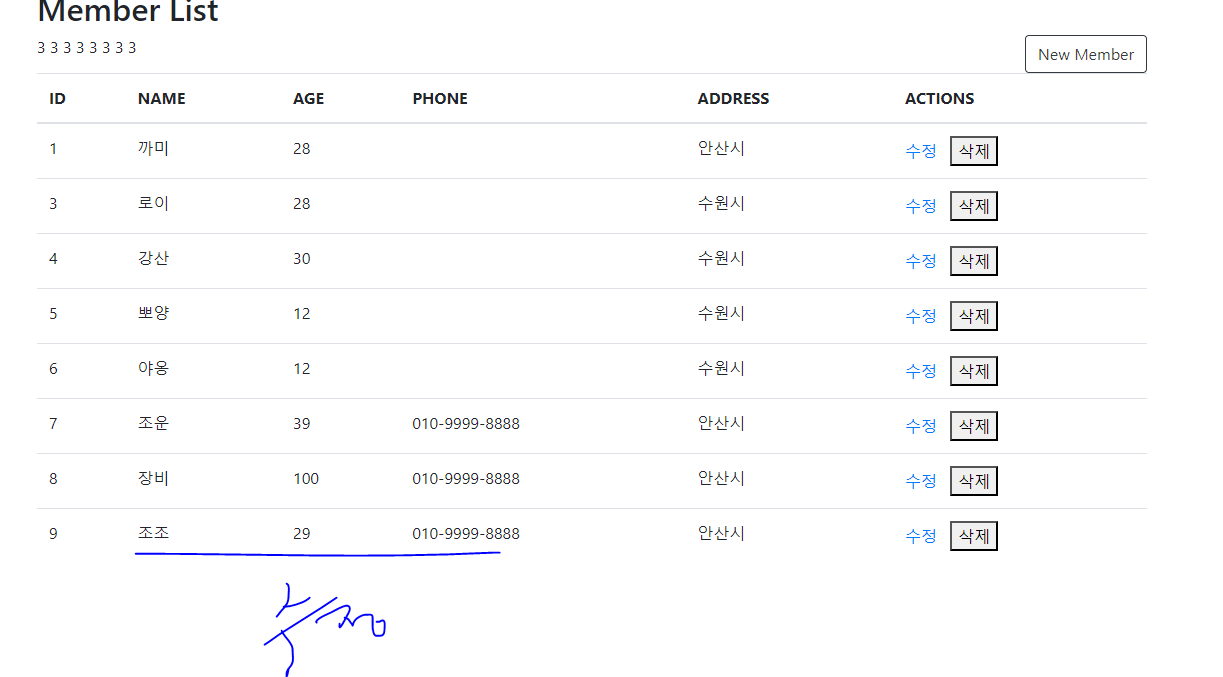 Member List
3 3 3 3 3 3 3 3
New Member
ID NAME AGE PHONE ADDRESS ACTIONS
1 까미 28 안산시 수정 삭제
3 로이 28 수원시 수정 삭제
4 강산 30 수원시 수정 삭제
5 뽀양 12 수원시 수정 삭제
6 야옹 12 수원시 수정 삭제
7 조운 39 010-9999-8888 안산시 수정 삭제
8 장비 100 010-9999-8888 안산시 수정 삭제
9 조조 29 010-9999-8888 안산시 수정 삭제
수정